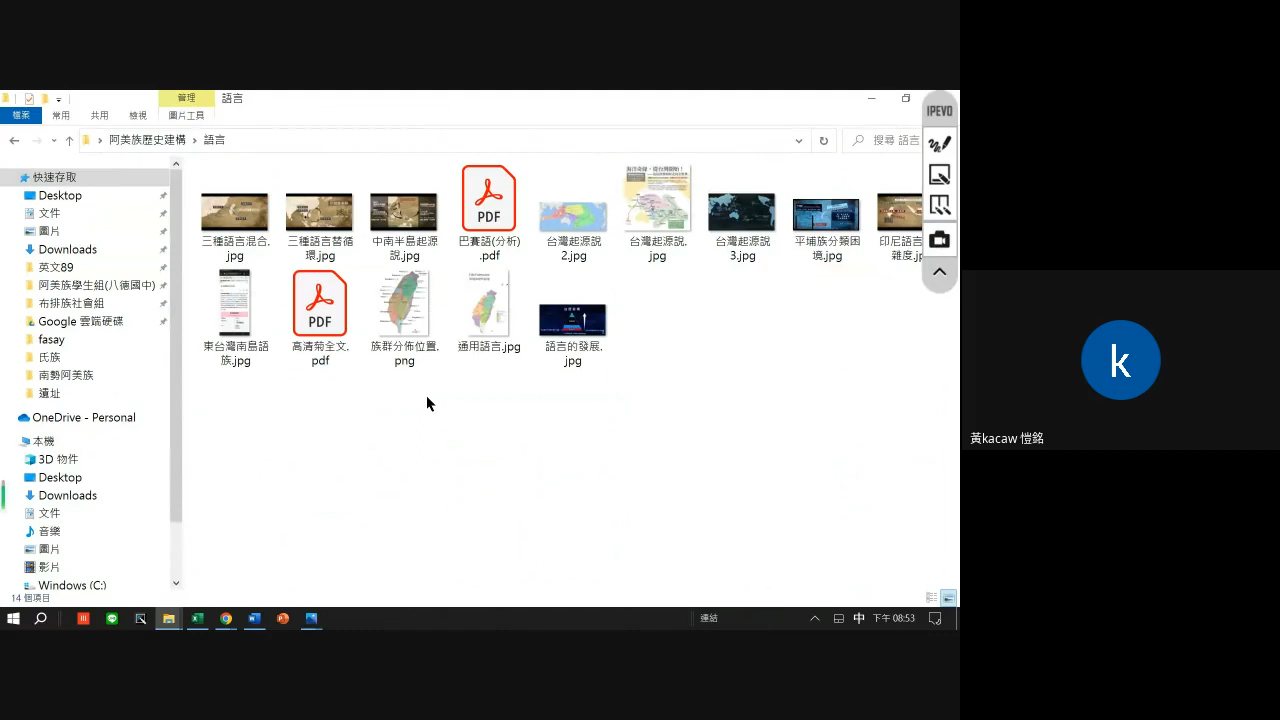 管理
語言
檔案
常用
共用
檢視
圖片工具
阿美族歷史建構
語言
搜尋 語言
IPEVO
快速存取
Desktop
文件
圖片
Downloads
英文89
阿美族學生組(八德國中)
布排族社會組
Google 雲端硬碟
fasay
氏族
南勢阿美族
遺址
OneDrive - Personal
本機
3D 物件
Desktop
Downloads
文件
音樂
圖片
影片
Windows (C:)
14 個項目
三種語言混合.
jpg
三種語言替循
環.jpg
中南半島起源
說.jpg
PDF
巴賽語(分析)
.pdf
台灣起源說
2.jpg
台灣起源說.
jpg
台灣起源說
3.jpg
平埔族分類困
境.jpg
印尼語言
雜度.jp
東台灣南島語
族.jpg
PDF
高清菊全文.
pdf
族群分佈位置.
png
通用語言.jpg
語言的發展.
jpg
連結
中
下午 08:53
k
黃kacaw 愷銘